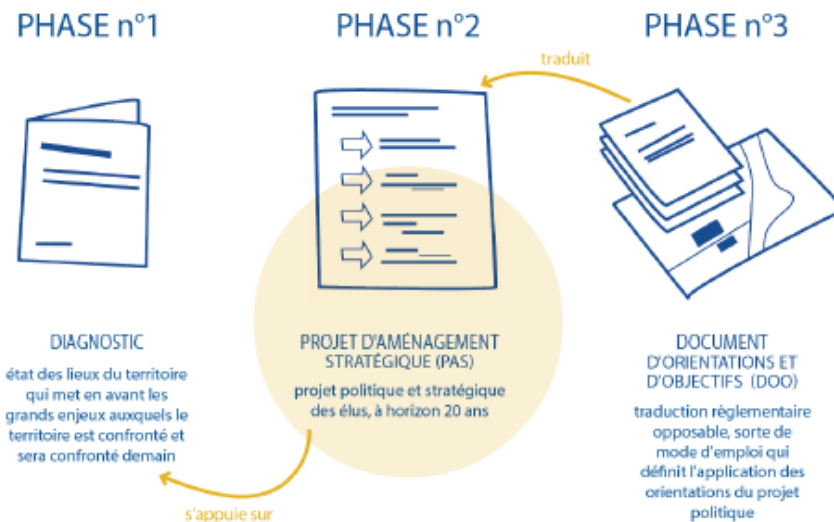 PHASE n°1
DIAGNOSTIC
état des lieux du territoire
qui met en avant les
grands enjeux auxquels le
territoire est confronté et
sera confronté demain
s'appuie sur
PHASE n°2
PROJET D'AMÉNAGEMENT
STRATÉGIQUE (PAS)
projet politique et stratégique
des élus, à horizon 20 ans
traduit
PHASE n°3
DOCUMENT
D'ORIENTATIONS ET
D'OBJECTIFS (DOO)
traduction règlementaire
opposable, sorte de
mode d'emploi qui
définit l'application des
orientations du projet
politique